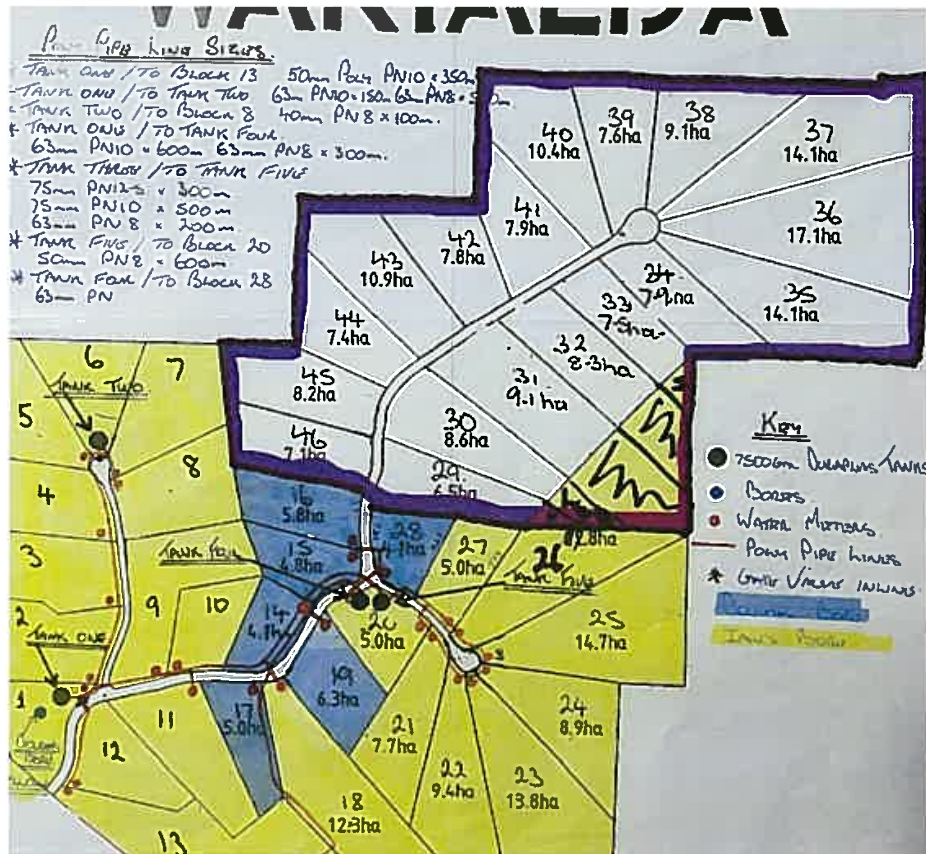 WARIALDA
Pipe Line Sizes.
Tank One / To Block 13 50mm Poly PN10 × 350m
Tank One / To Tank Two 63m PN10×150m 63m PN8×
Tank Two / To Block 8 40mm PN8 × 100m.
* Tank One / To Tank Four.
63mm PN10 × 600m 63mm PN8 × 300m.
* Tank Three / To Tank Five
75mm PN12-5 × 300m
75mm PN10 × 500m
63mm PN8 × 200m
* Tank Five / To Block 20
50mm PN8 × 600m
* Tank Four / To Block 28
63mm PN
40
10.4ha
39
7.6ha
38
9.1ha
37
14.1ha
36
17.1ha
35
14.1ha
34
7.9ha
33
7.5ha
32
8.3ha
31
9.1ha
30
8.6ha
29
6.5ha
41
7.9ha
42
7.8ha
43
10.9ha
44
7.4ha
45
8.2ha
46
7.1ha
6
7
Tank Two
5
4
8
3
2
9
10
Tank One
1
11
12
13
16
5.8ha
15
4.8ha
Tank Four
14
28
27
5.0ha
26
Tank Five
25
14.7ha
20
5.0ha
19
6.3ha
17
5.0ha
18
12.3ha
21
7.7ha
22
9.4ha
23
13.8ha
24
8.9ha
Key
Tanks
Bores
Water Meters
Poly Pipe Lines
Gate Valves Inline